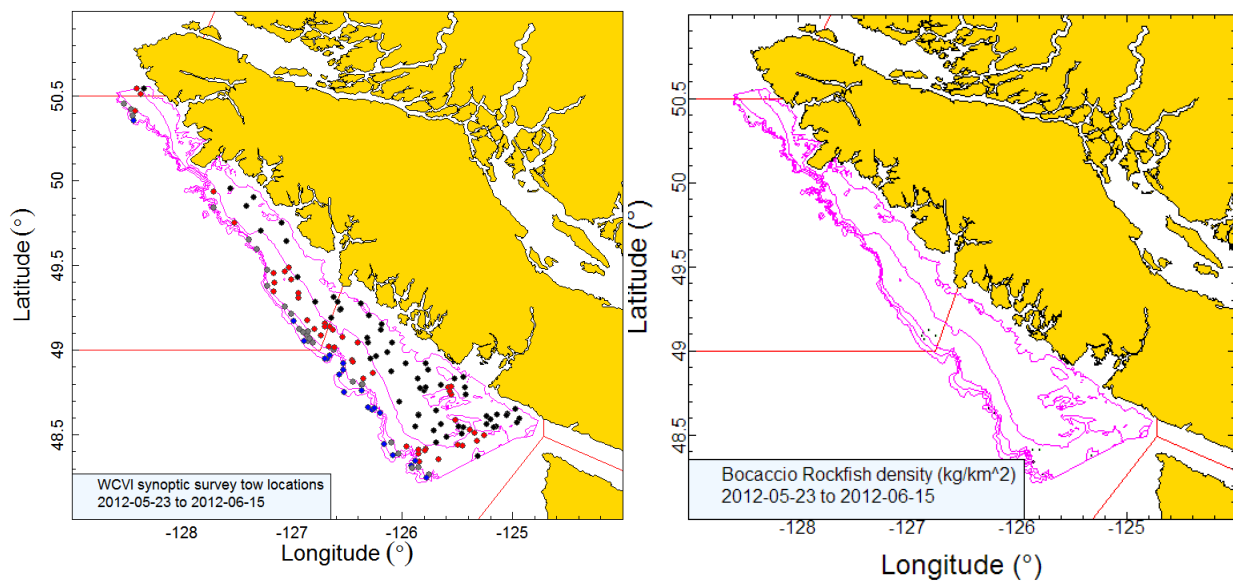 50.5
50
49.5
49
48.5
Latitude (°)
WCVI synoptic survey tow locations
2012-05-23 to 2012-06-15
-128
-127
-126
-125
Longitude (°)
50.5
50
49.5
49
48.5
Latitude (°)
Bocaccio Rockfish density (kg/km^2)
2012-05-23 to 2012-06-15
-128
-127
-126
-125
Longitude (°)